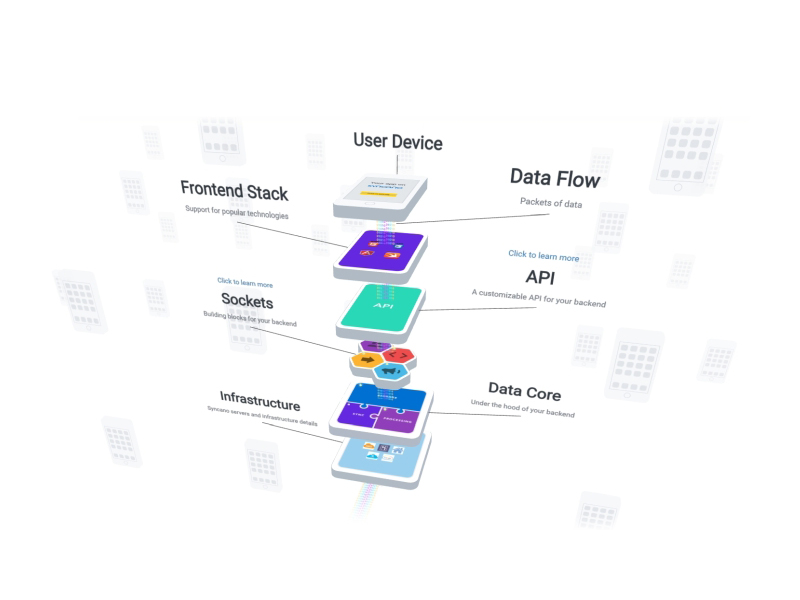 User Device
Frontend Stack
Support for popular technologies
Data Flow
Packets of data
Click to learn more
API
A customizable API for your backend
Click to learn more
Sockets
Building blocks for your backend
API
Infrastructure
Syncano servers and infrastructure details
Data Core
Under the hood of your backend
SYNC
PROCESSING